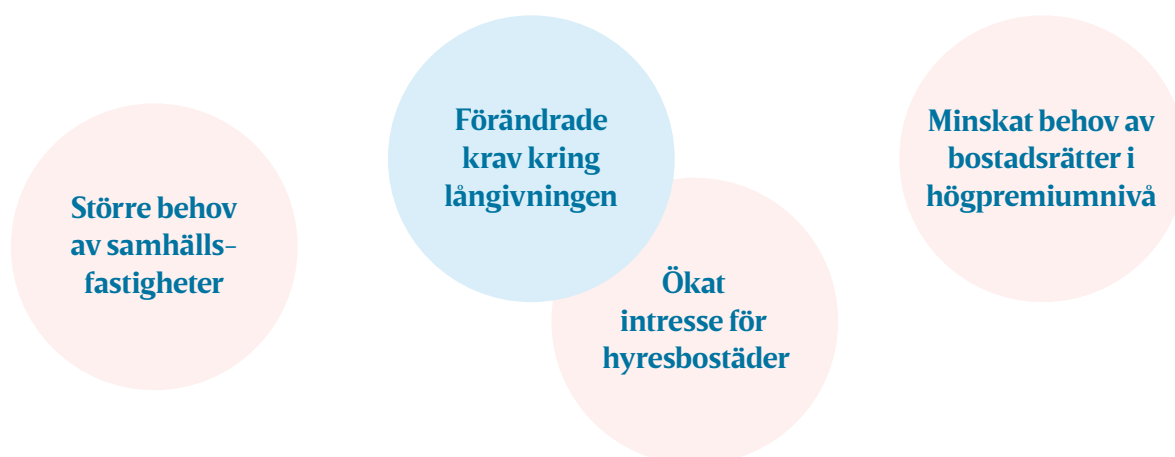 Större behov
av samhälls-
fastigheter
Förändrade
krav kring
långivningen
Ökat
intresse för
hyresbostäder
Minskat behov av
bostadsrätter i
högpremiumnivå